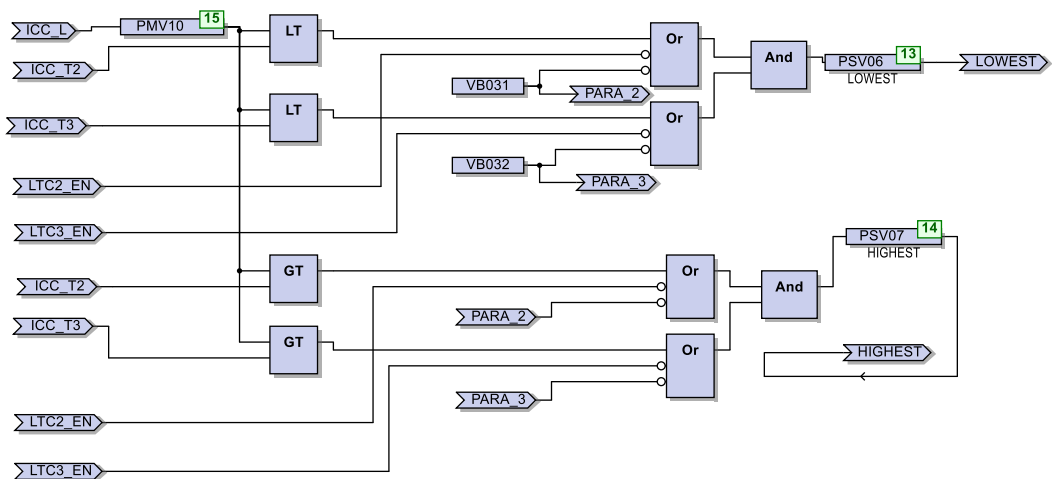 ICC_L
PMV10
15
LT
Or
And
PSV06
13
LOWEST
LOWEST
ICC_T2
VB031
PARA_2
LT
Or
ICC_T3
VB032
PARA_3
LTC2_EN
LTC3_EN
PSV07
14
HIGHEST
GT
Or
And
ICC_T2
PARA_2
ICC_T3
GT
Or
HIGHEST
PARA_3
LTC2_EN
LTC3_EN